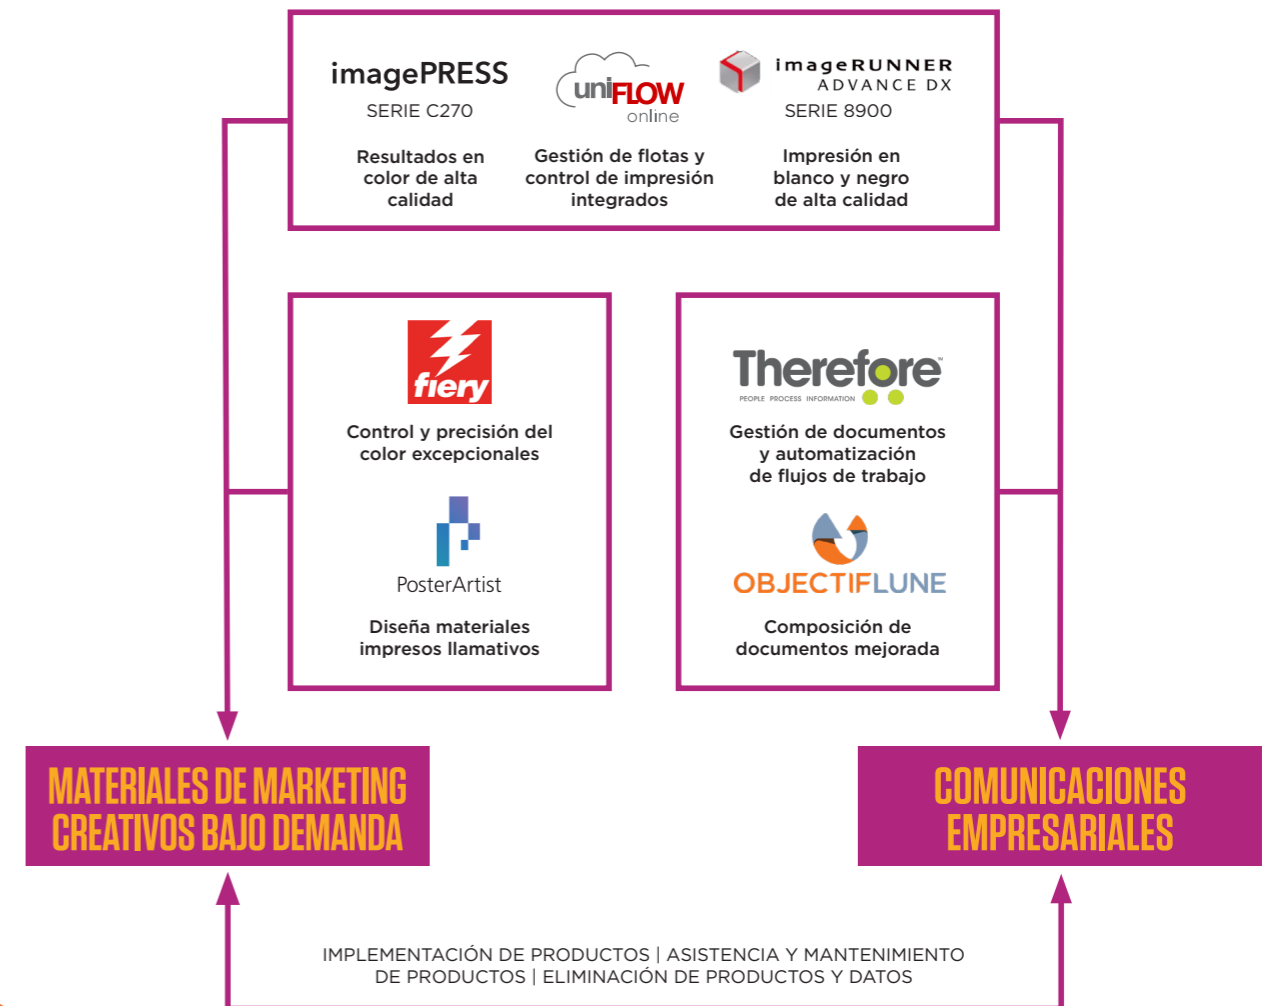 imagePRESS
SERIE C270
Resultados en
color de alta
calidad
uniFLOW
online
Gestión de flotas y
control de impresión
integrados
imageRUNNER
ADVANCE DX
SERIE 8900
Impresión en
blanco y negro
de alta calidad
fiery
Control y precisión del
color excepcionales
PosterArtist
Diseña materiales
impresos llamativos
Therefore™
PEOPLE PROCESS INFORMATION
Gestión de documentos
y automatización
de flujos de trabajo
OBJECTIFLUNE
Composición de
documentos mejorada
MATERIALES DE MARKETING
CREATIVOS BAJO DEMANDA
COMUNICACIONES
EMPRESARIALES
IMPLEMENTACIÓN DE PRODUCTOS | ASISTENCIA Y MANTENIMIENTO
DE PRODUCTOS | ELIMINACIÓN DE PRODUCTOS Y DATOS